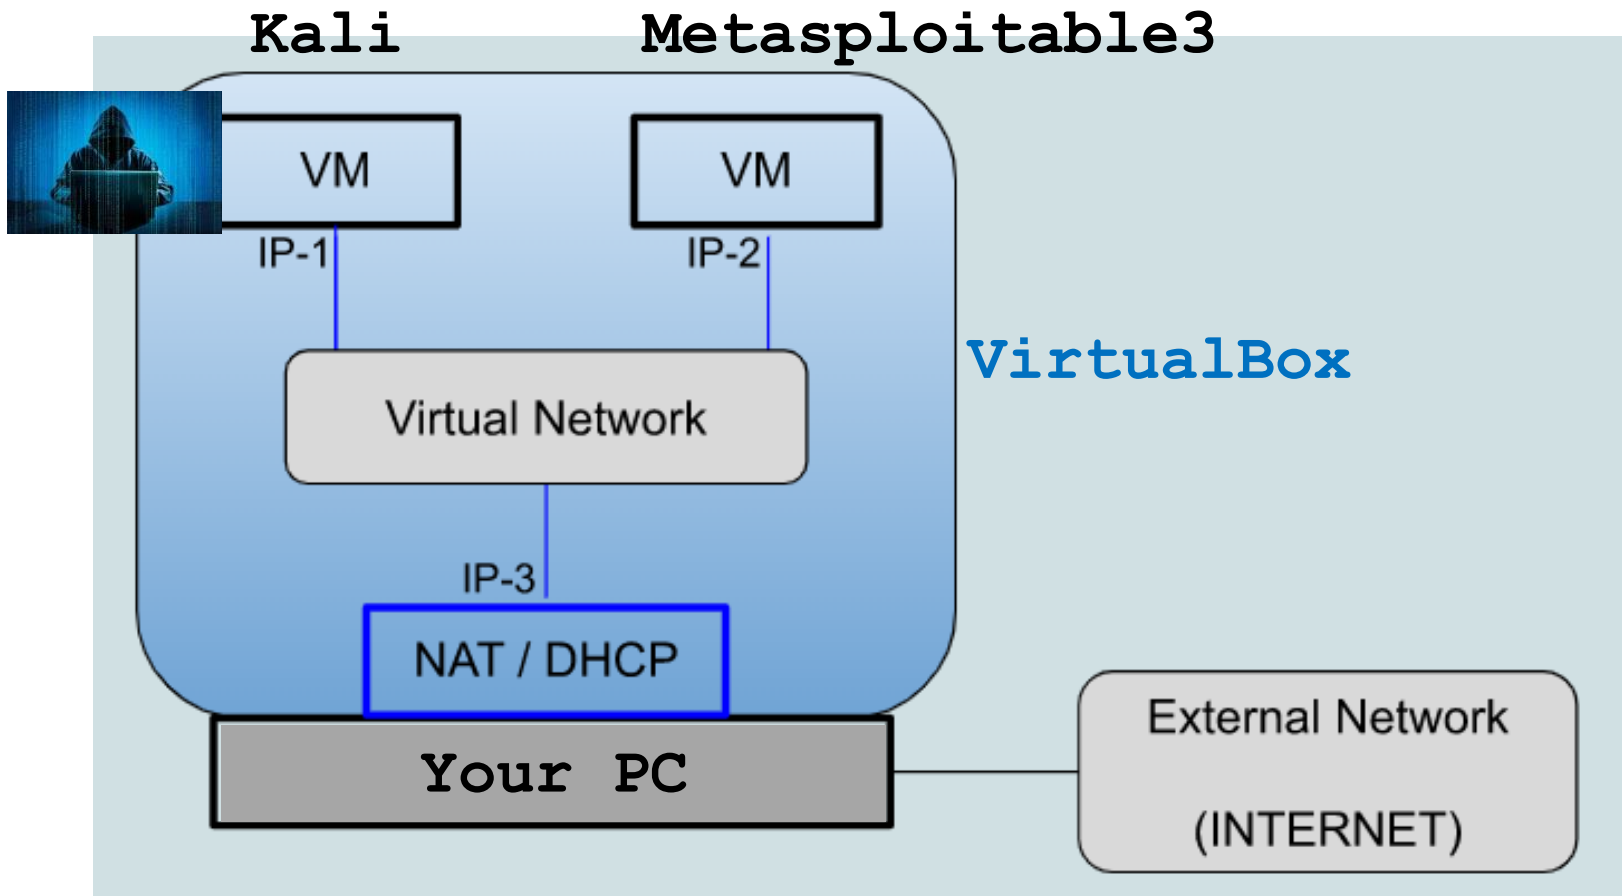 Kali
Metasploitable3
VM
VM
IP-1
IP-2
VirtualBox
Virtual Network
IP-3
NAT / DHCP
Your PC
External Network
(INTERNET)